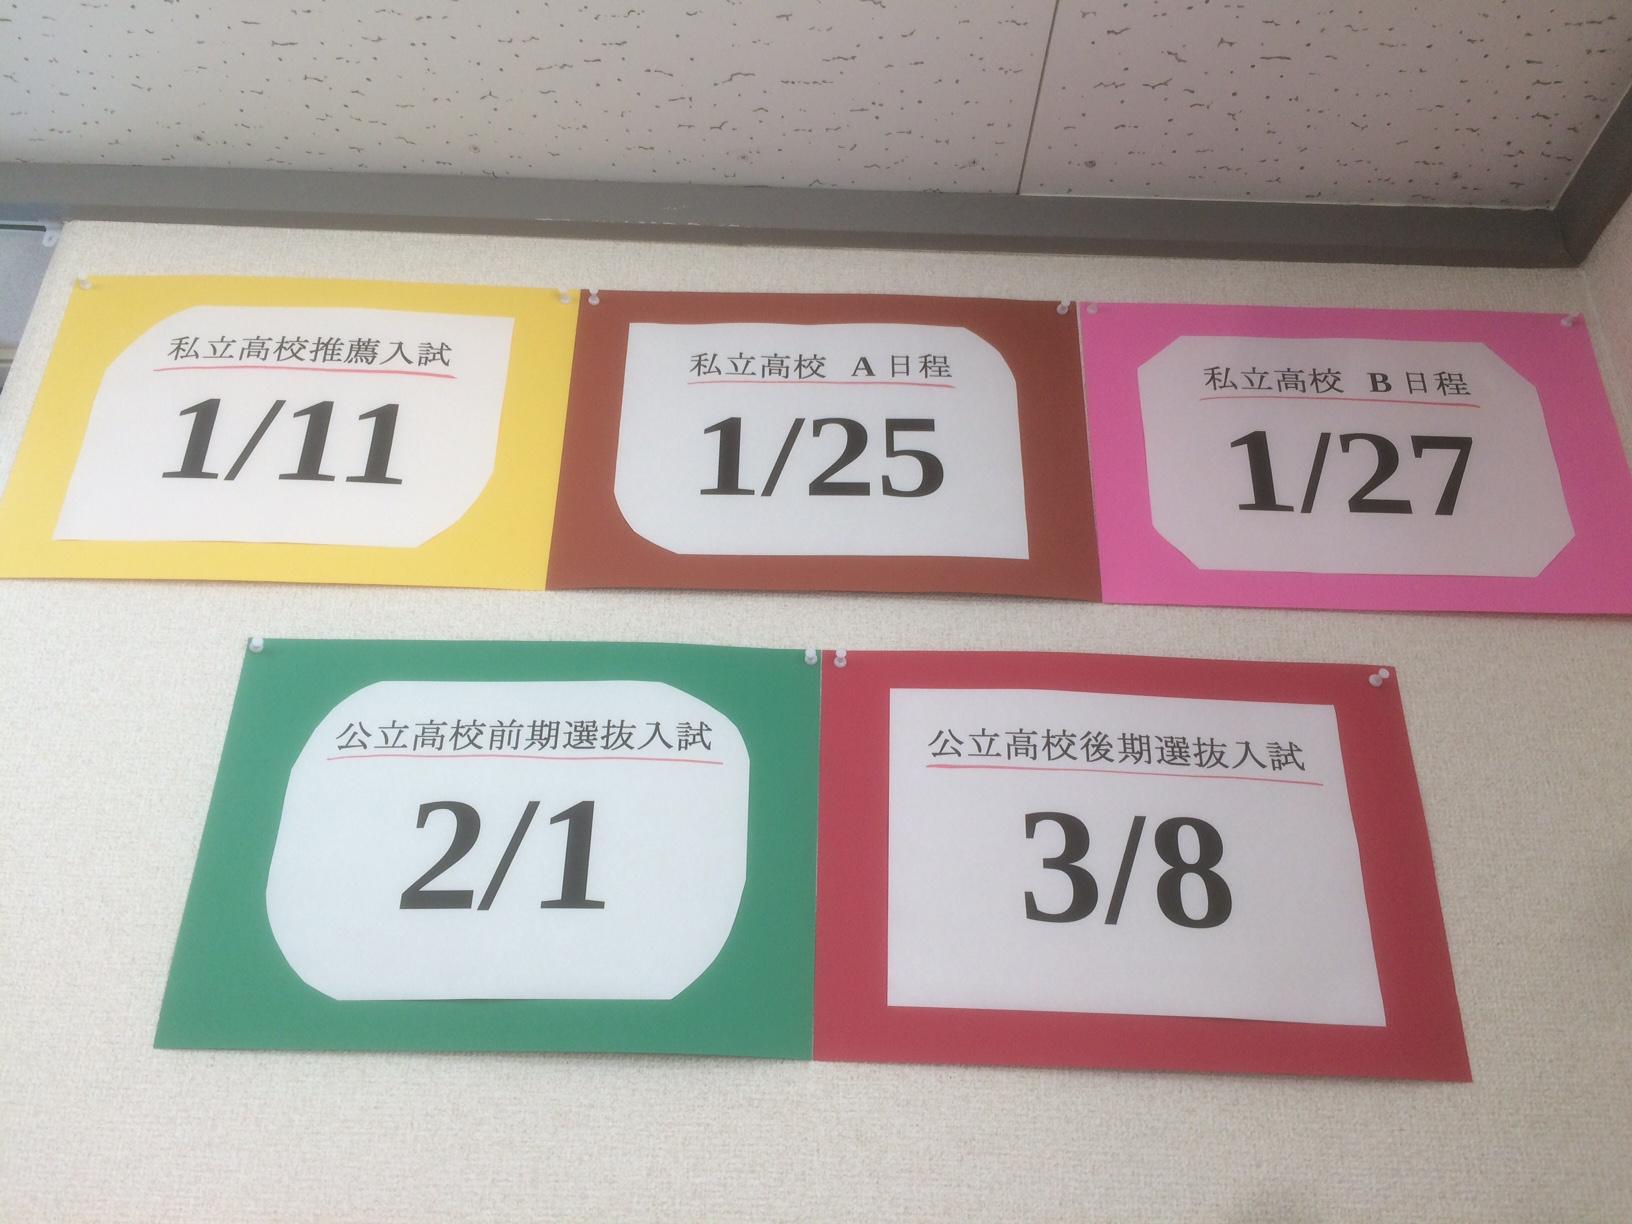 私立高校推薦入試
1/11
私立高校 A日程
1/25
私立高校 B日程
1/27
公立高校前期選抜入試
2/1
公立高校後期選抜入試
3/8